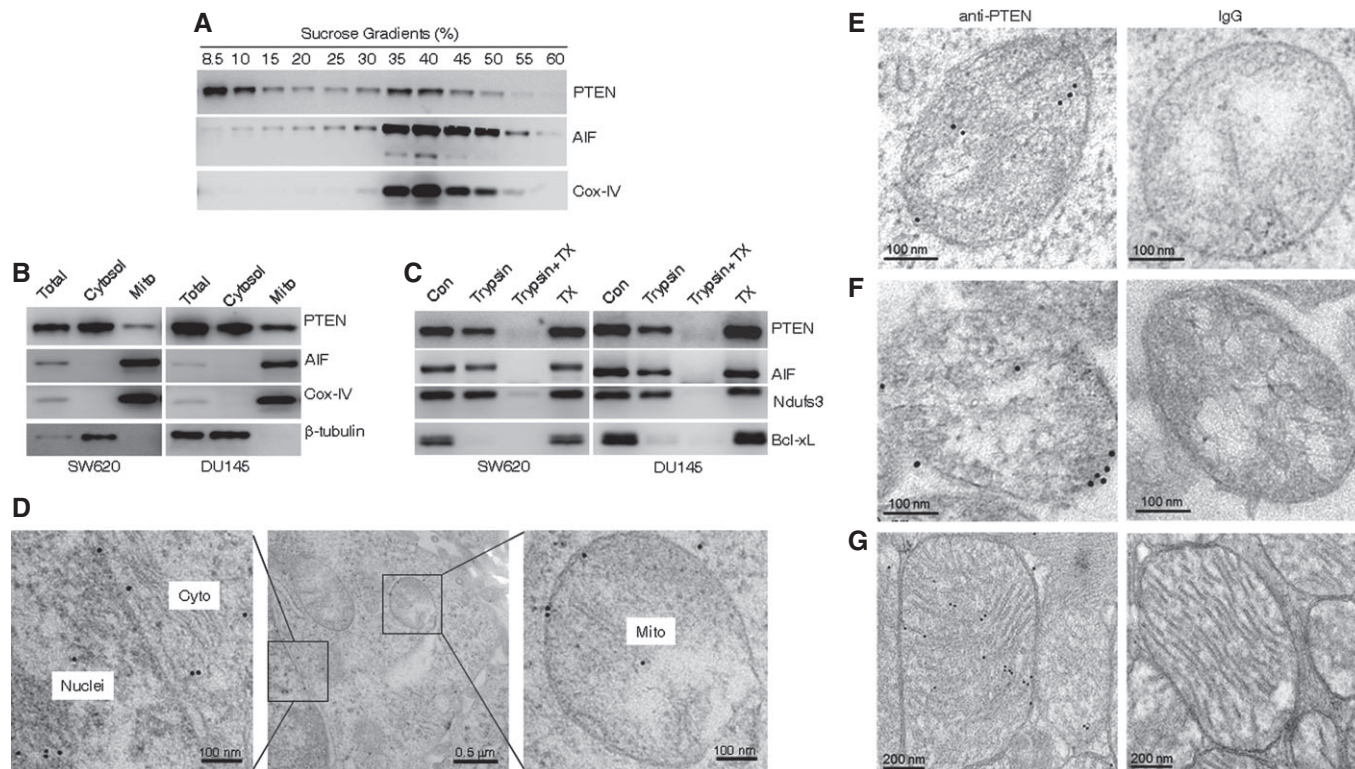 A
Sucrose Gradients (%)
8.5 10 15 20 25 30 35 40 45 50 55 60
PTEN
AIF
Cox-IV
B
Total Cytosol Mito Total Cytosol Mito
PTEN
AIF
Cox-IV
β-tubulin
SW620 DU145
C
Con Trypsin Trypsin+TX TX Con Trypsin Trypsin+TX TX
PTEN
AIF
Ndufs3
Bcl-xL
SW620 DU145
D
Cyto
Nuclei
100 nm
0.5 µm
Mito
100 nm
E
anti-PTEN IgG
100 nm 100 nm
F
100 nm 100 nm
G
200 nm 200 nm